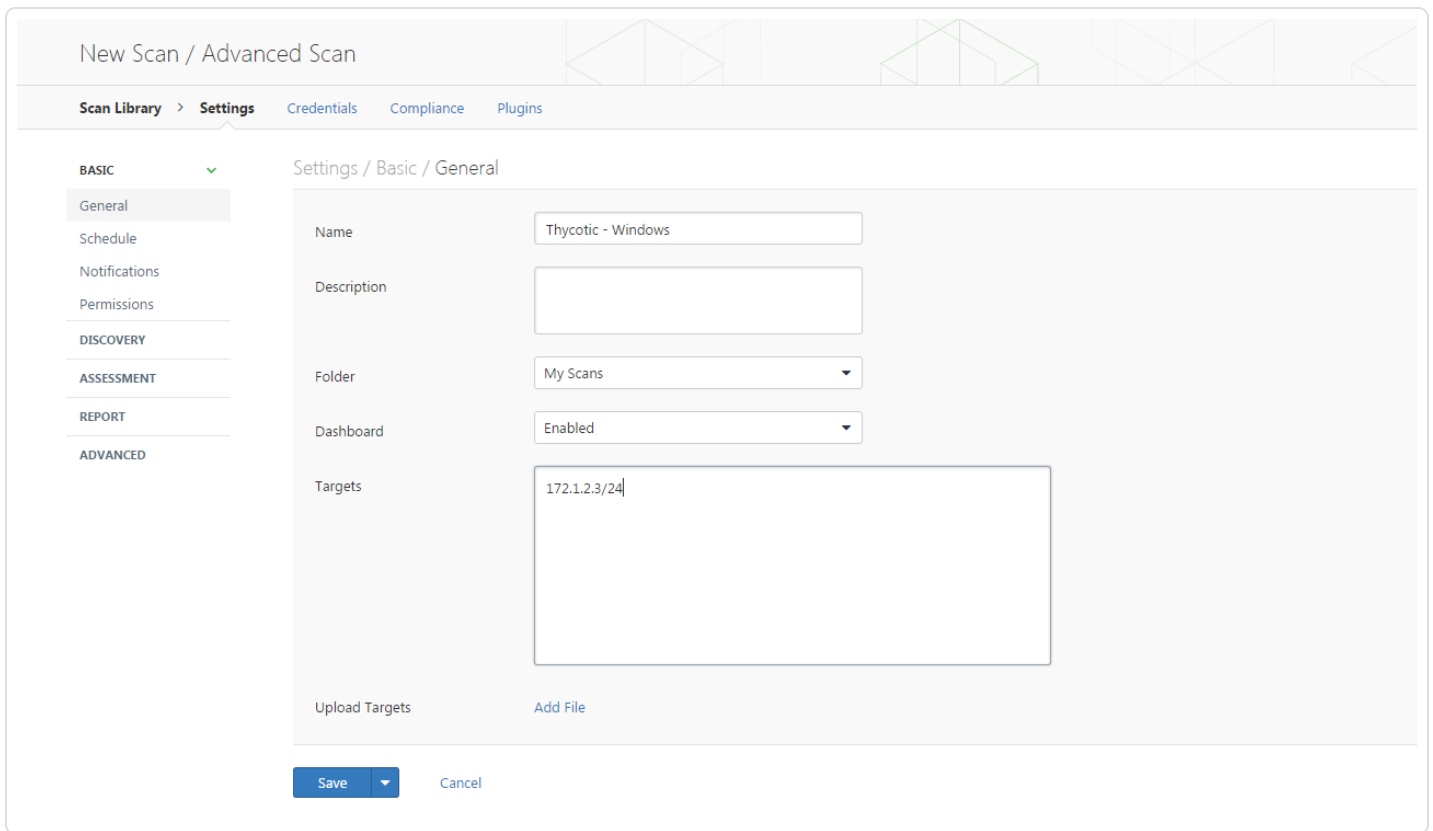 New Scan / Advanced Scan
Scan Library > Settings Credentials Compliance Plugins
BASIC
General
Schedule
Notifications
Permissions
DISCOVERY
ASSESSMENT
REPORT
ADVANCED
Settings / Basic / General
Name Thycotic - Windows
Description
Folder My Scans
Dashboard Enabled
Targets 172.1.2.3/24
Upload Targets Add File
Save Cancel